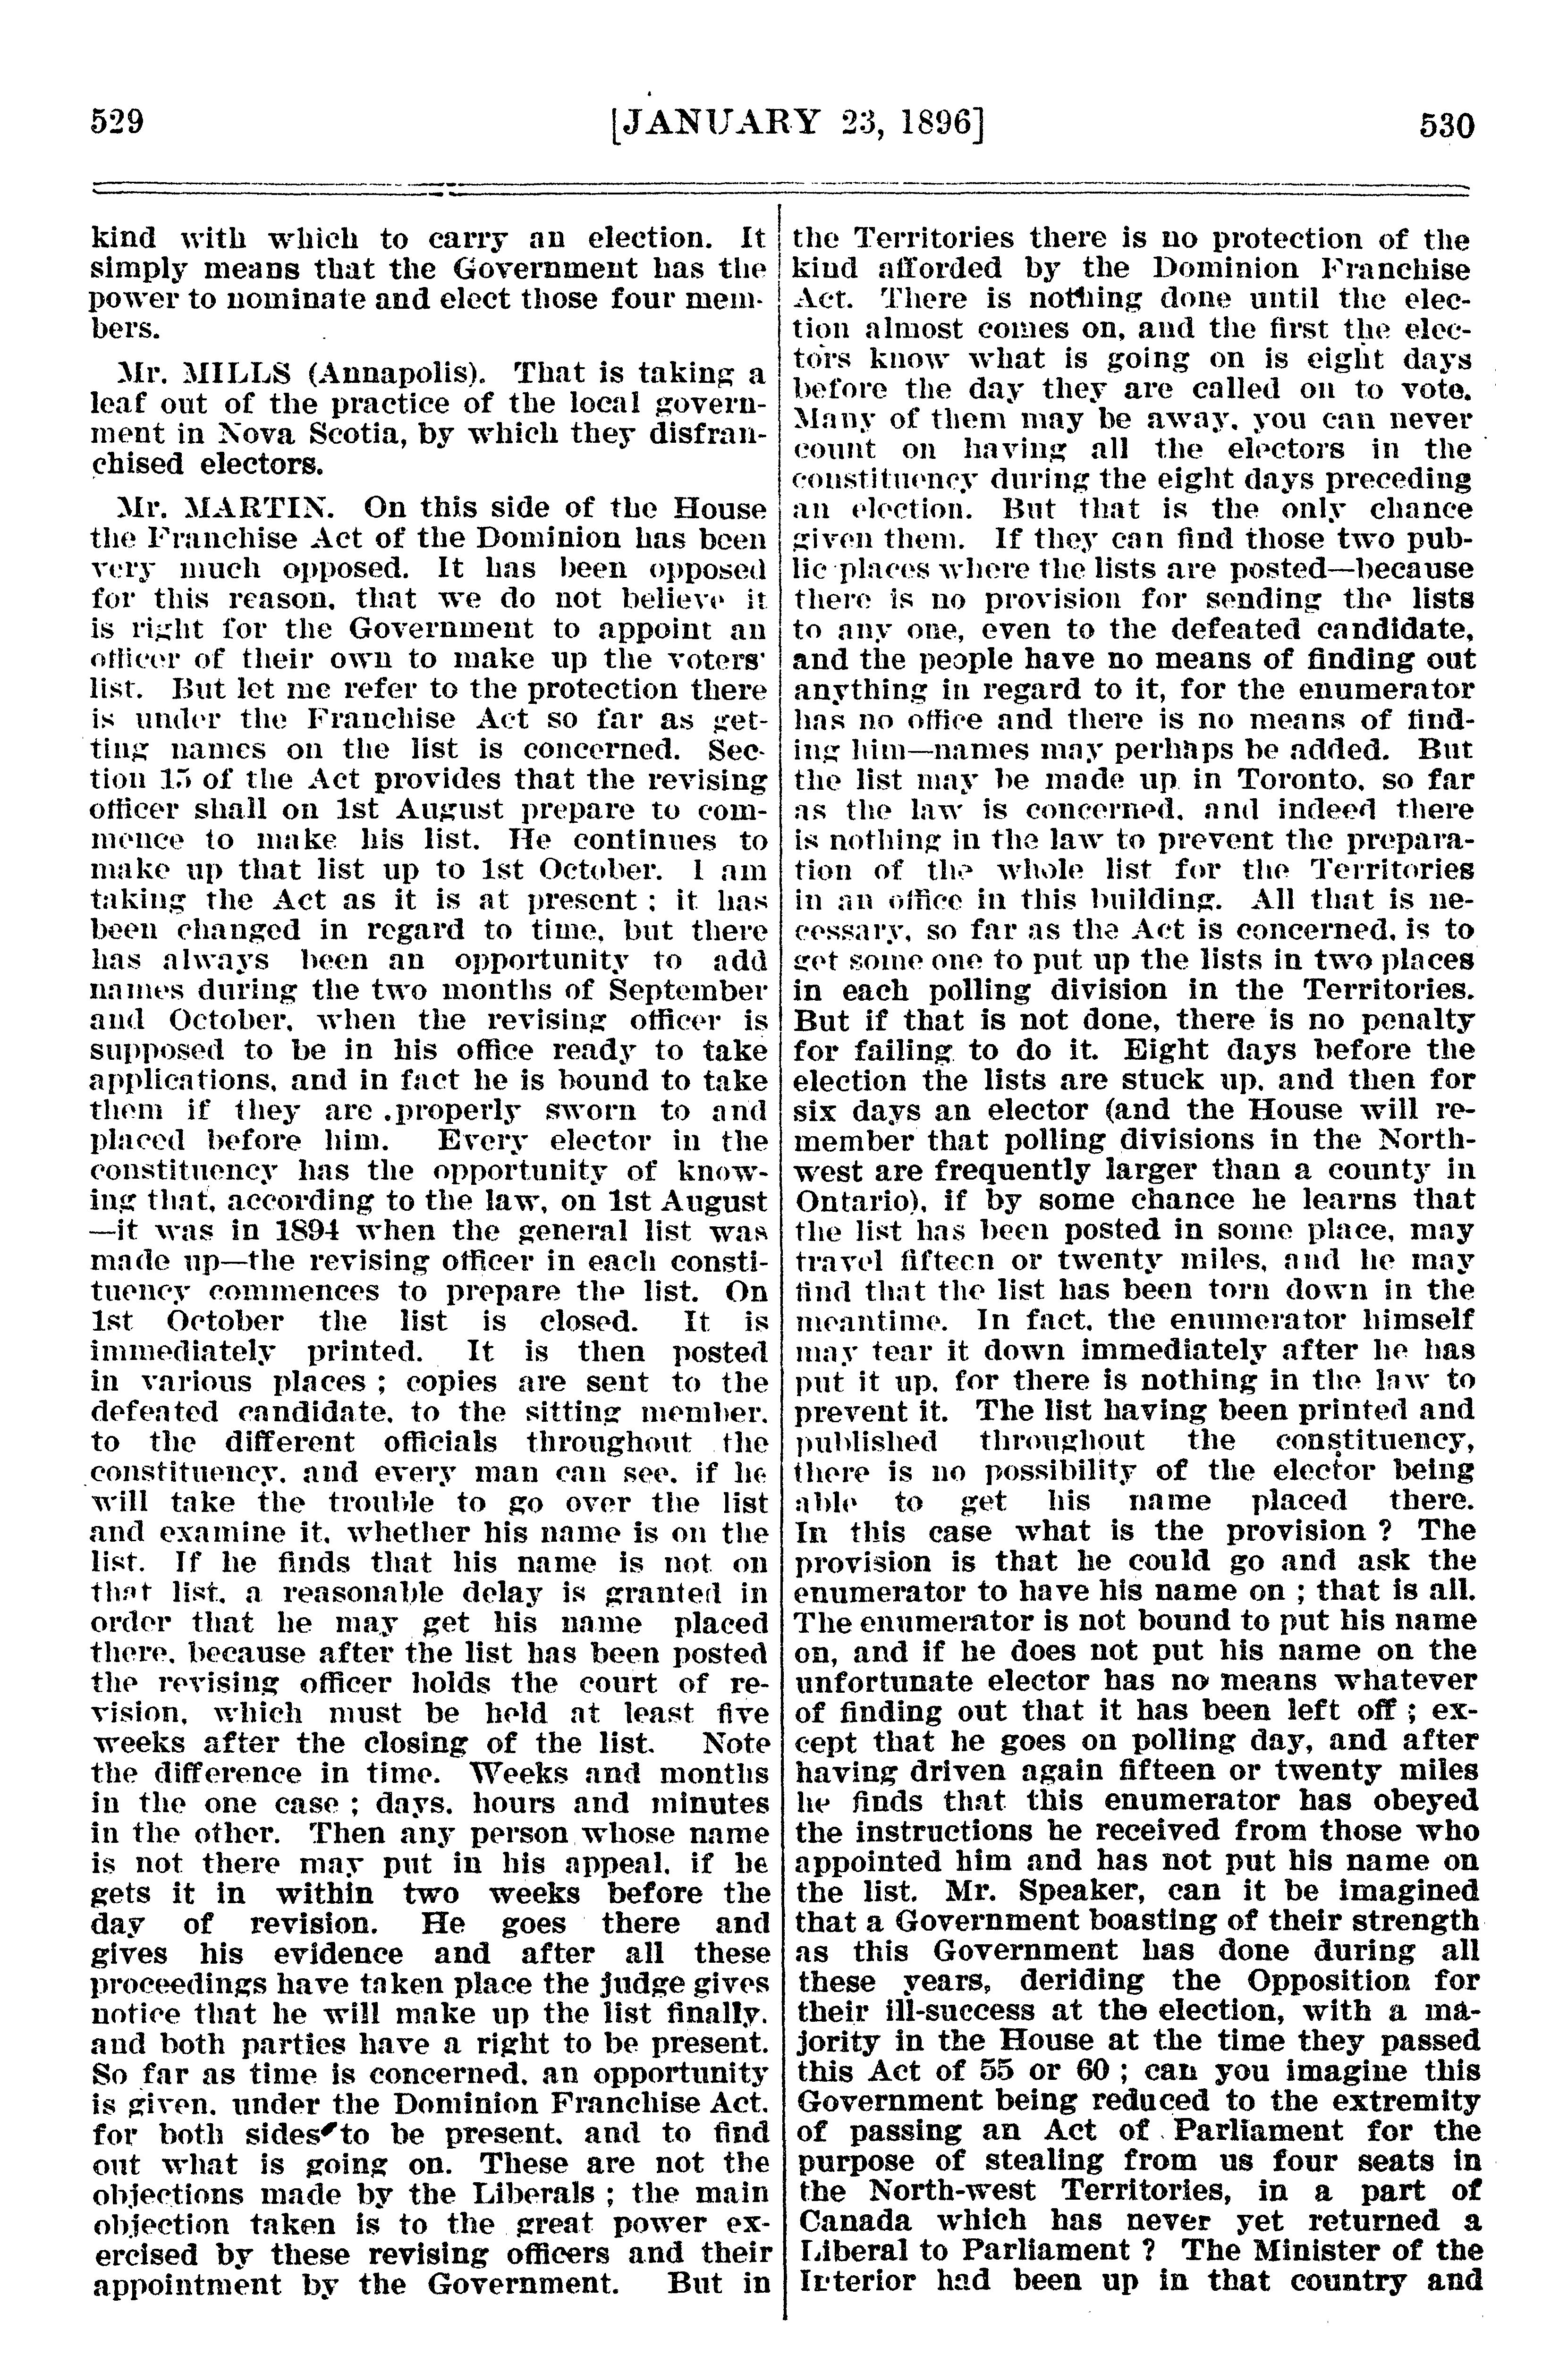 529
[JANUARY 23, 1896]
530
kind with which to carry an election. It
simply means that the Government has the
power to nominate and elect those four mem-
bers.
Mr. MILLS (Annapolis). That is taking a
leaf out of the practice of the local govern-
ment in Nova Scotia, by which they disfran-
chised electors.
Mr. MARTIN. On this side of the House
the Franchise Act of the Dominion has been
very much opposed. It has been opposed
for this reason, that we do not believe it
is right for the Government to appoint an
officer of their own to make up the voters'
list. But let me refer to the protection there
is under the Franchise Act so far as get-
ting names on the list is concerned. Sec-
tion 15 of the Act provides that the revising
officer shall on 1st August prepare to com-
mence to make his list. He continues to
make up that list up to 1st October. I am
taking the Act as it is at present ; it has
been changed in regard to time, but there
has always been an opportunity to add
names during the two months of September
and October, when the revising officer is
supposed to be in his office ready to take
applications, and in fact he is bound to take
them if they are properly sworn to and
placed before him. Every elector in the
constituency has the opportunity of know-
ing that, according to the law, on 1st August
—it was in 1894 when the general list was
made up—the revising officer in each consti-
tuency commences to prepare the list. On
1st October the list is closed. It is
immediately printed. It is then posted
in various places ; copies are sent to the
defeated candidate, to the sitting member,
to the different officials throughout the
constituency, and every man can see, if he
will take the trouble to go over the list
and examine it, whether his name is on the
list. If he finds that his name is not on
that list, a reasonable delay is granted in
order that he may get his name placed
there, because after the list has been posted
the revising officer holds the court of re-
vision, which must be held at least five
weeks after the closing of the list. Note
the difference in time. Weeks and months
in the one case ; days, hours and minutes
in the other. Then any person whose name
is not there may put in his appeal, if he
gets it in within two weeks before the
day of revision. He goes there and
gives his evidence and after all these
proceedings have taken place the judge gives
notice that he will make up the list finally,
and both parties have a right to be present.
So far as time is concerned, an opportunity
is given, under the Dominion Franchise Act,
for both sides to be present, and to find
out what is going on. These are not the
objections made by the Liberals ; the main
objection taken is to the great power ex-
ercised by these revising officers and their
appointment by the Government. But in
the Territories there is no protection of the
kind afforded by the Dominion Franchise
Act. There is nothing done until the elec-
tion almost comes on, and the first the elec-
tors know what is going on is eight days
before the day they are called on to vote.
Many of them may be away, you can never
count on having all the electors in the
constituency during the eight days preceding
an election. But that is the only chance
given them. If they can find those two pub-
lic places where the lists are posted—because
there is no provision for sending the lists
to any one, even to the defeated candidate,
and the people have no means of finding out
anything in regard to it, for the enumerator
has no office and there is no means of find-
ing him—names may perhaps be added. But
the list may be made up in Toronto, so far
as the law is concerned, and indeed there
is nothing in the law to prevent the prepara-
tion of the whole list for the Territories
in an office in this building. All that is ne-
cessary, so far as the Act is concerned, is to
get some one to put up the lists in two places
in each polling division in the Territories.
But if that is not done, there is no penalty
for failing to do it. Eight days before the
election the lists are stuck up, and then for
six days an elector (and the House will re-
member that polling divisions in the North-
west are frequently larger than a county in
Ontario), if by some chance he learns that
the list has been posted in some place, may
travel fifteen or twenty miles, and he may
find that the list has been torn down in the
meantime. In fact, the enumerator himself
may tear it down immediately after he has
put it up, for there is nothing in the law to
prevent it. The list having been printed and
published throughout the constituency,
there is no possibility of the elector being
able to get his name placed there.
In this case what is the provision ? The
provision is that he could go and ask the
enumerator to have his name on ; that is all.
The enumerator is not bound to put his name
on, and if he does not put his name on the
unfortunate elector has no means whatever
of finding out that it has been left off ; ex-
cept that he goes on polling day, and after
having driven again fifteen or twenty miles
he finds that this enumerator has obeyed
the instructions he received from those who
appointed him and has not put his name on
the list. Mr. Speaker, can it be imagined
that a Government boasting of their strength
as this Government has done during all
these years, deriding the Opposition for
their ill-success at the election, with a ma-
jority in the House at the time they passed
this Act of 55 or 60 ; can you imagine this
Government being reduced to the extremity
of passing an Act of Parliament for the
purpose of stealing from us four seats in
the North-west Territories, in a part of
Canada which has never yet returned a
Liberal to Parliament ? The Minister of the
Interior had been up in that country and